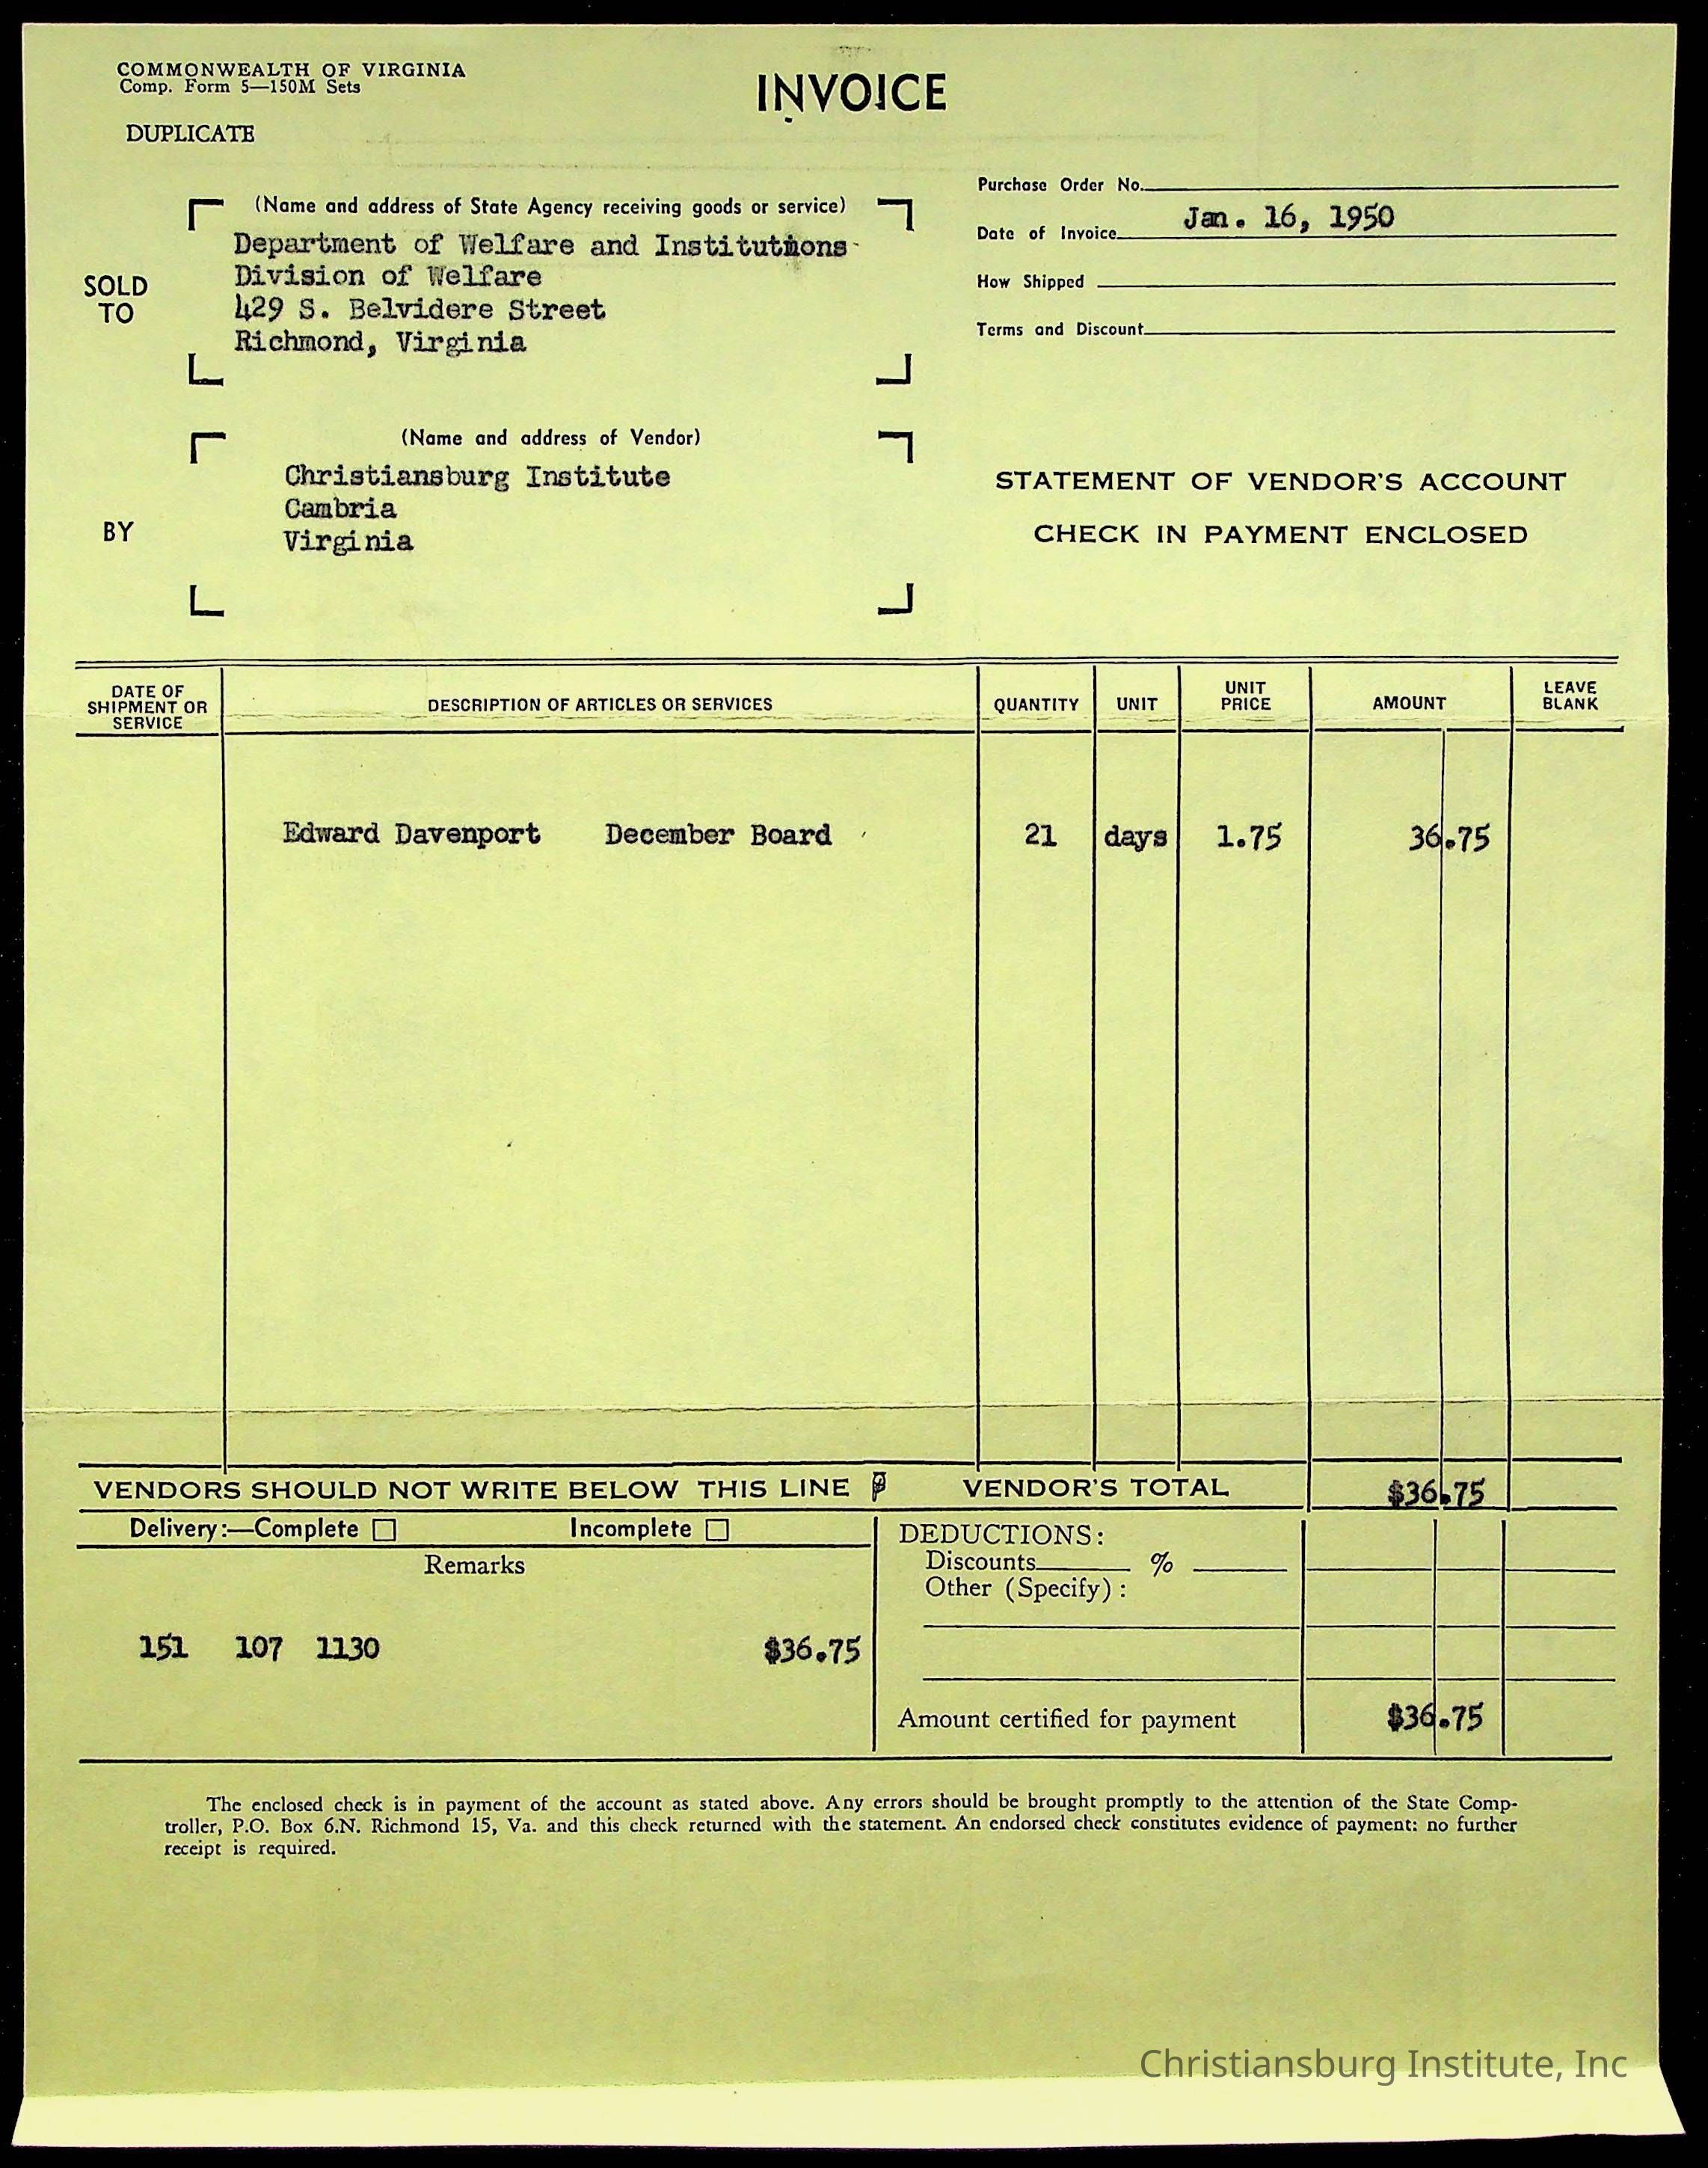 COMMONWEALTH OF VIRGINIA
Comp. Form 5—150M Sets
DUPLICATE
INVOICE
Purchase Order No.
Date of Invoice Jan. 16, 1950
How Shipped
Terms and Discount
SOLD TO
(Name and address of State Agency receiving goods or service)
Department of Welfare and Institutions
Division of Welfare
429 S. Belvidere Street
Richmond, Virginia
BY
(Name and address of Vendor)
Christiansburg Institute
Cambria
Virginia
STATEMENT OF VENDOR'S ACCOUNT
CHECK IN PAYMENT ENCLOSED
DATE OF SHIPMENT OR SERVICE DESCRIPTION OF ARTICLES OR SERVICES QUANTITY UNIT UNIT PRICE AMOUNT LEAVE BLANK
Edward Davenport December Board 21 days 1.75 36.75
VENDORS SHOULD NOT WRITE BELOW THIS LINE VENDOR'S TOTAL $36.75
Delivery:—Complete Incomplete
Remarks
151 107 1130 $36.75
DEDUCTIONS:
Discounts %
Other (Specify):
Amount certified for payment $36.75
The enclosed check is in payment of the account as stated above. Any errors should be brought promptly to the attention of the State Comp-
troller, P.O. Box 6.N. Richmond 15, Va. and this check returned with the statement. An endorsed check constitutes evidence of payment: no further
receipt is required.
Christiansburg Institute, Inc